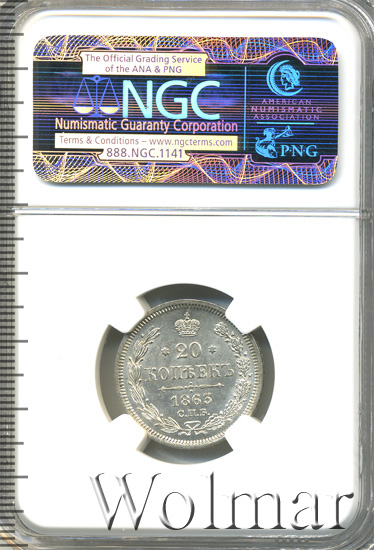 The Official Grading Service
of the ANA & PNG
NGC
Numismatic Guaranty Corporation
Terms & Conditions – www.ngcterms.com
888.NGC.1141
AMERICAN
NUMISMATIC
ASSOCIATION
PNG
20
КОПѢЕКЪ
1863
С.П.Б.
Wolmar